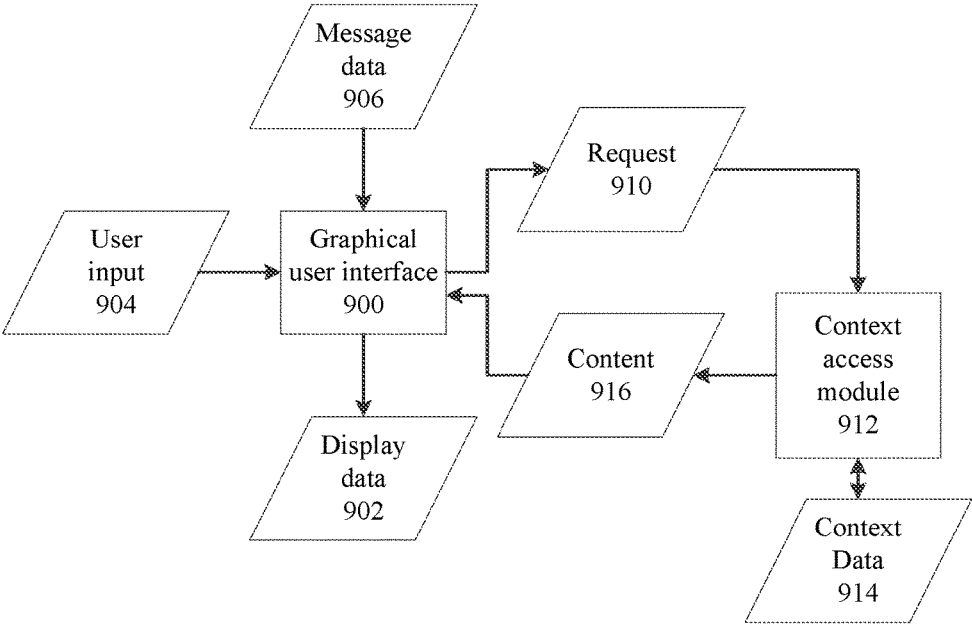 Message
data
906
Request
910
User
input
904
Graphical
user interface
900
Content
916
Context
access
module
912
Display
data
902
Context
Data
914